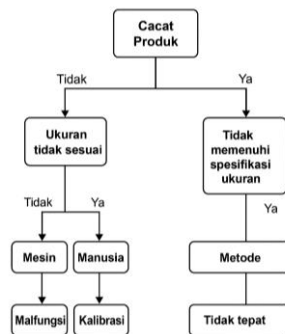 Cacat
Produk
Tidak
Ya
Ukuran
tidak sesuai
Tidak
memenuhi
spesifikasi
ukuran
Tidak
Ya
Ya
Mesin
Manusia
Metode
Malfungsi
Kalibrasi
Tidak tepat